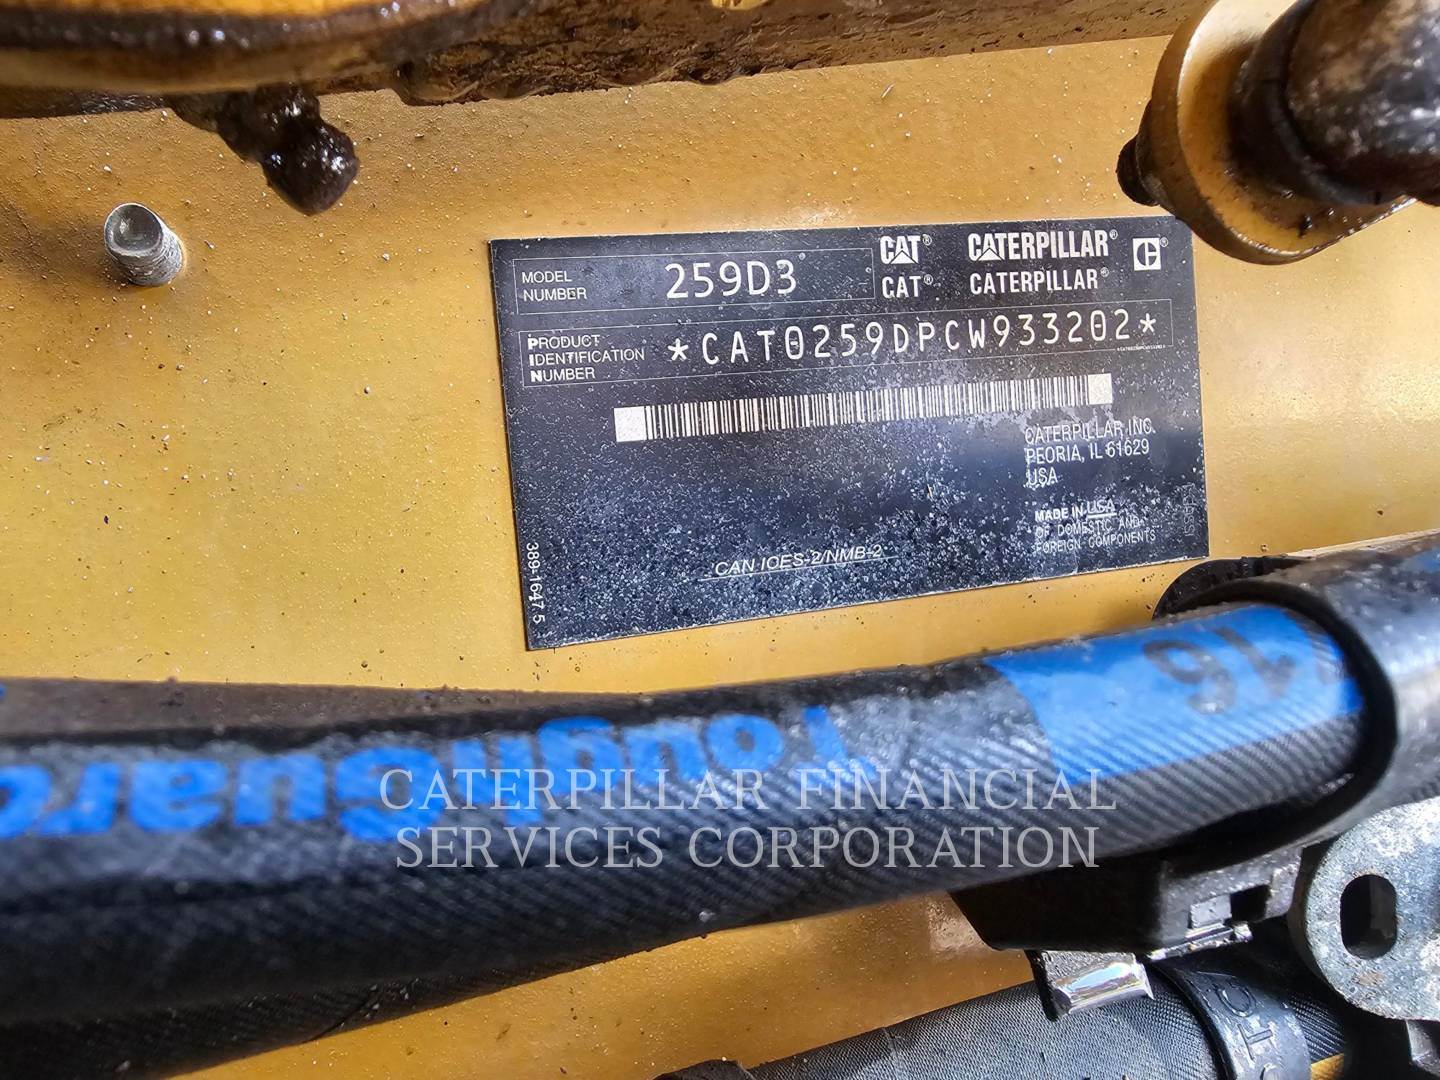 MODEL NUMBER 259D3
CAT® CATERPILLAR®
CAT® CATERPILLAR®
PRODUCT
IDENTIFICATION
NUMBER
*CAT0259DPCW933202*
CATERPILLAR INC.
PEORIA, IL 61629
USA
MADE IN USA
OF DOMESTIC AND
FOREIGN COMPONENTS
CAN ICES-2/NMB-2
389-1647 5
16
ToughGuard
CATERPILLAR FINANCIAL
SERVICES CORPORATION